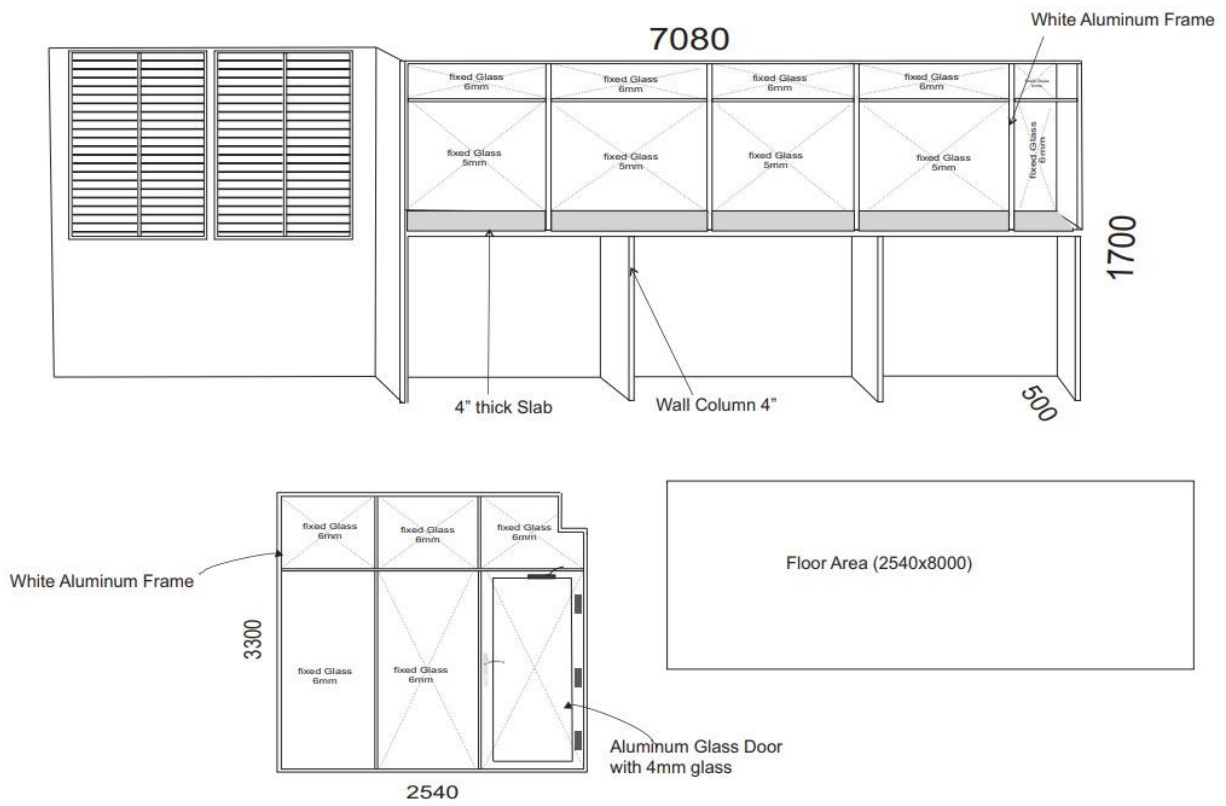 7080
White Aluminum Frame
fixed Glass
6mm
fixed Glass
6mm
fixed Glass
6mm
fixed Glass
6mm
fixed Glass
5mm
fixed Glass
5mm
fixed Glass
5mm
fixed Glass
5mm
fixed Glass
6mm
1700
4” thick Slab
Wall Column 4”
500
fixed Glass
6mm
fixed Glass
6mm
fixed Glass
6mm
White Aluminum Frame
3300
fixed Glass
6mm
fixed Glass
6mm
Floor Area (2540x8000)
Aluminum Glass Door
with 4mm glass
2540